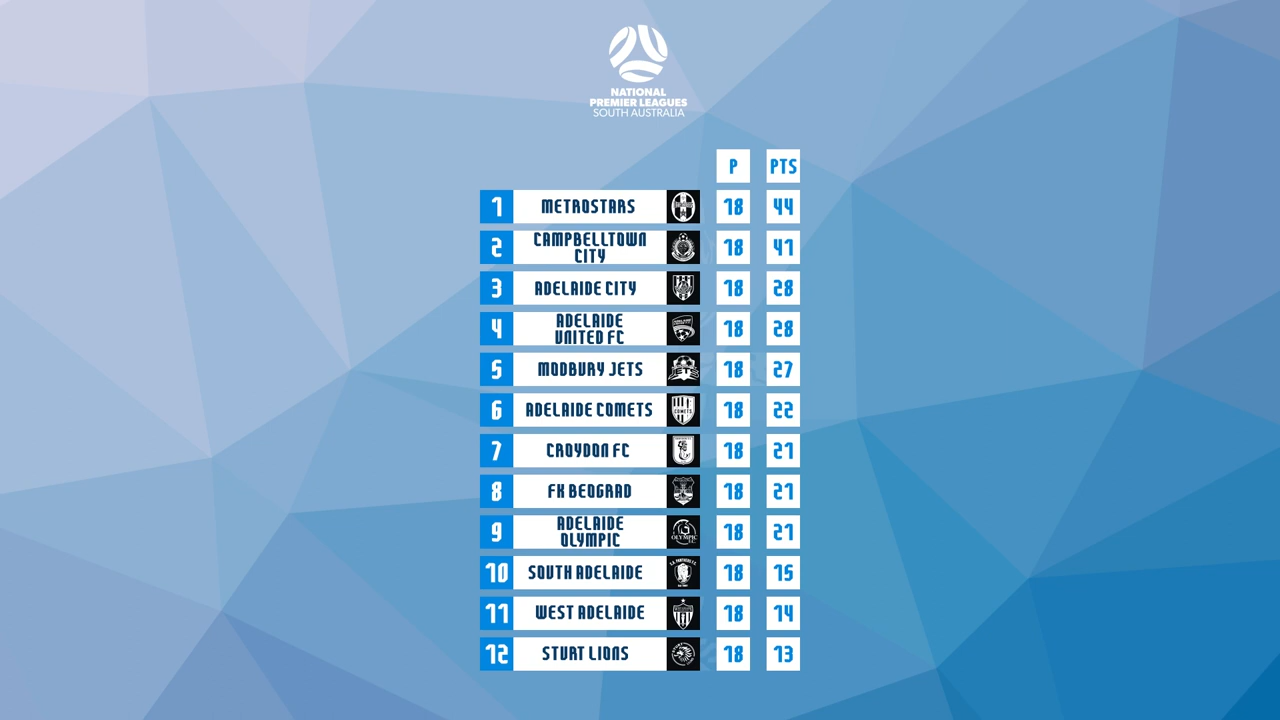 NATIONAL
PREMIER LEAGUES
SOUTH AUSTRALIA
P PTS
1 METROSTARS 18 44
2 CAMPBELLTOWN
CITY 18 41
3 ADELAIDE CITY 18 28
4 ADELAIDE
UNITED FC 18 28
5 MODBURY JETS 18 27
6 ADELAIDE COMETS COMETS 18 22
7 CROYDON FC 18 21
8 FK BEOGRAD 18 21
9 ADELAIDE
OLYMPIC OLYMPIC 18 21
10 SOUTH ADELAIDE 18 15
11 WEST ADELAIDE 18 14
12 STURT LIONS 18 13